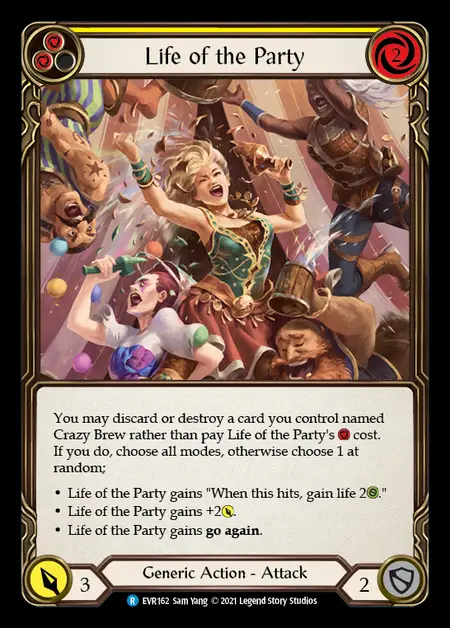 Life of the Party
2
You may discard or destroy a card you control named
Crazy Brew rather than pay Life of the Party's cost.
If you do, choose all modes, otherwise choose 1 at
random;
• Life of the Party gains "When this hits, gain life 2."
• Life of the Party gains +2.
• Life of the Party gains go again.
3
Generic Action - Attack
2
R EVR162 Sam Yang © 2021 Legend Story Studios